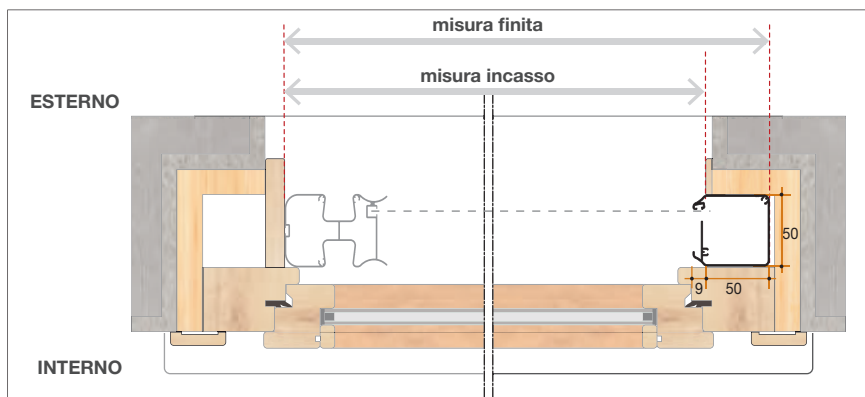 misura finita
misura incasso
ESTERNO
50
9 50
INTERNO